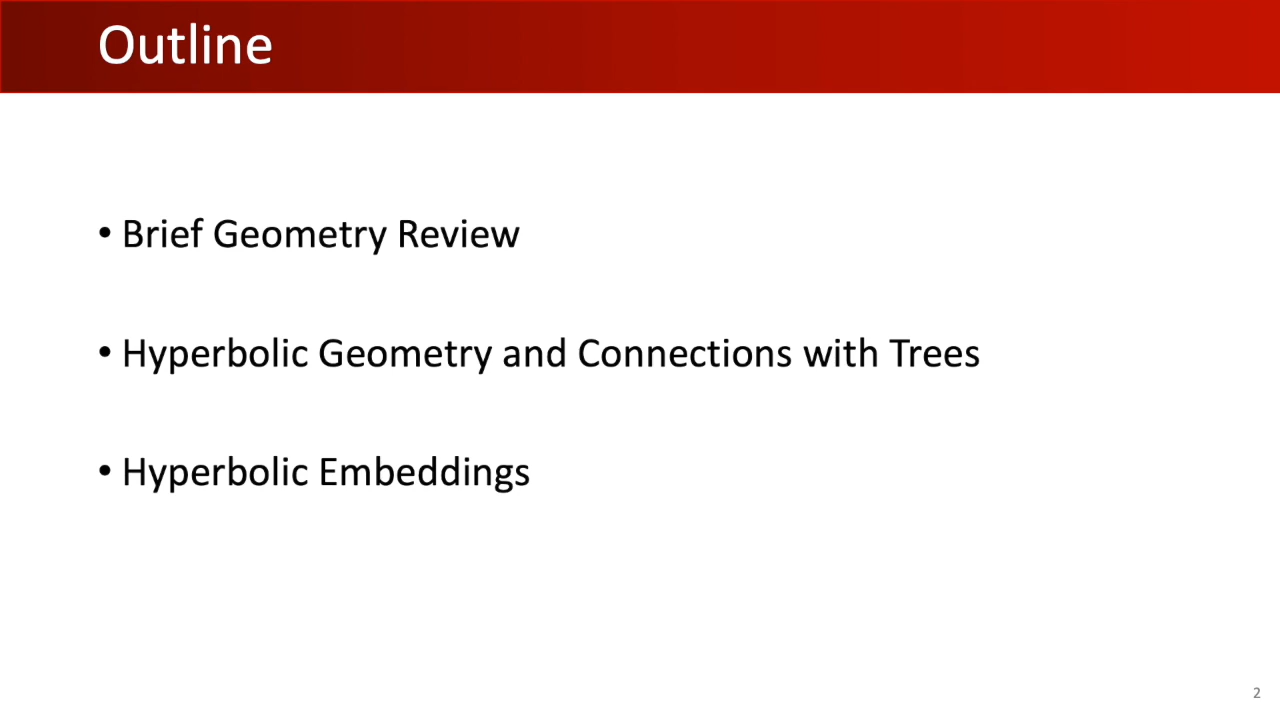 Outline
• Brief Geometry Review
• Hyperbolic Geometry and Connections with Trees
• Hyperbolic Embeddings
2